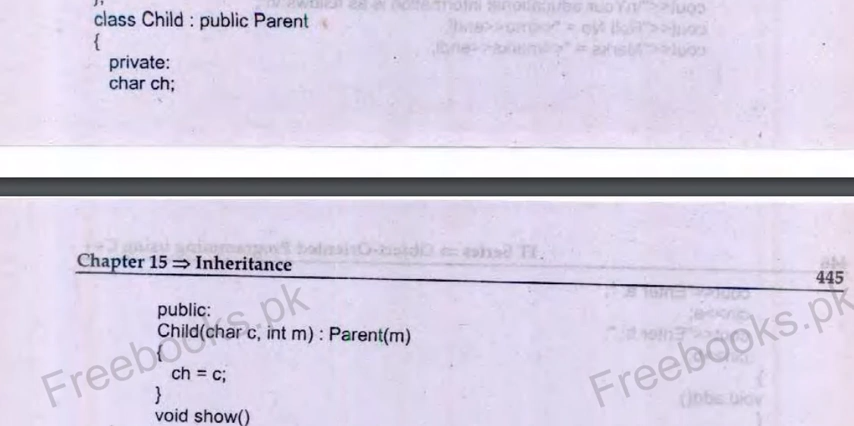 };
class Child : public Parent
{
private:
char ch;
Chapter 15 ⇒ Inheritance
445
public:
Child(char c, int m) : Parent(m)
{
ch = c;
}
void show()
Freebooks.pk
Freebooks.pk